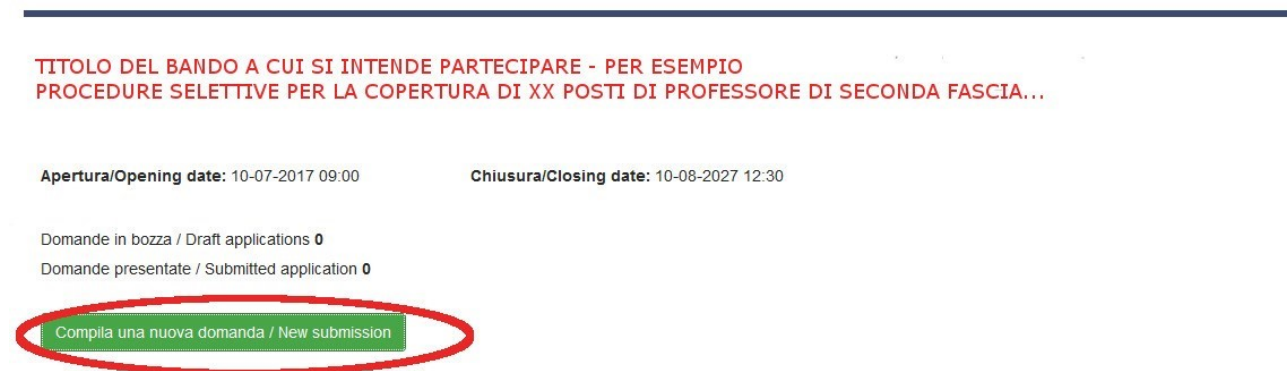 TITOLO DEL BANDO A CUI SI INTENDE PARTECIPARE - PER ESEMPIO
PROCEDURE SELETTIVE PER LA COPERTURA DI XX POSTI DI PROFESSORE DI SECONDA FASCIA...
Apertura/Opening date: 10-07-2017 09:00 Chiusura/Closing date: 10-08-2027 12:30
Domande in bozza / Draft applications 0
Domande presentate / Submitted application 0
Compila una nuova domanda / New submission